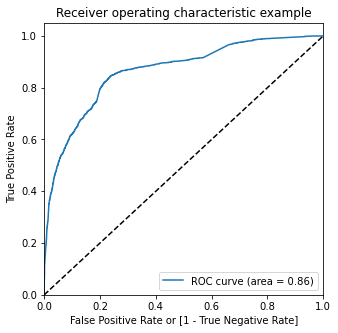 Receiver operating characteristic example
1.0
0.8
0.6
0.4
0.2
0.0
True Positive Rate
ROC curve (area = 0.86)
0.0 0.2 0.4 0.6 0.8 1.0
False Positive Rate or [1 - True Negative Rate]